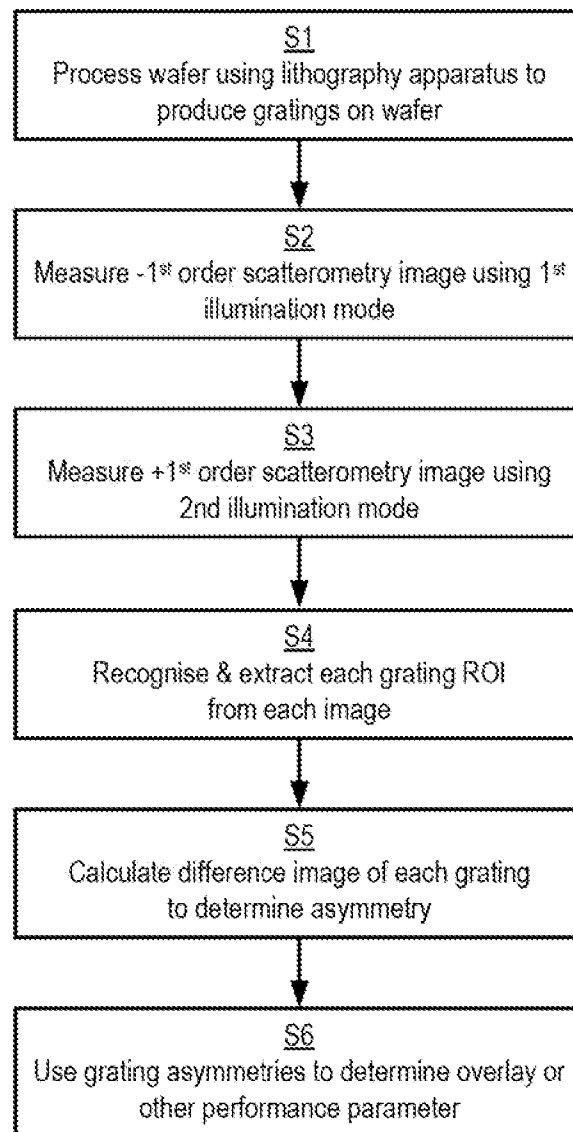 S1
Process wafer using lithography apparatus to
produce gratings on wafer
S2
Measure -1st order scatterometry image using 1st
illumination mode
S3
Measure +1st order scatterometry image using
2nd illumination mode
S4
Recognise & extract each grating ROI
from each image
S5
Calculate difference image of each grating
to determine asymmetry
S6
Use grating asymmetries to determine overlay or
other performance parameter